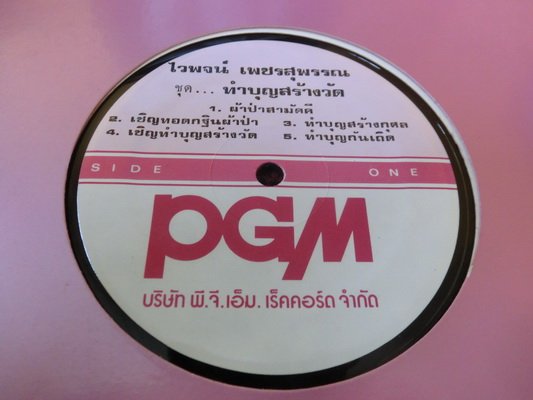 ไวพจน์ เพชรสุพรรณ
ชุด... ทำบุญสร้างวัด
1. ผ้าป่าสามัคคี
2. เชิญทอดกฐินผ้าป่า 3. ทำบุญสร้างกุศล
4. เชิญทำบุญสร้างวัด 5. ทำบุญกันเถิด
SIDE ONE
PGM
บริษัท พี.จี.เอ็ม. เร็คคอร์ด จำกัด